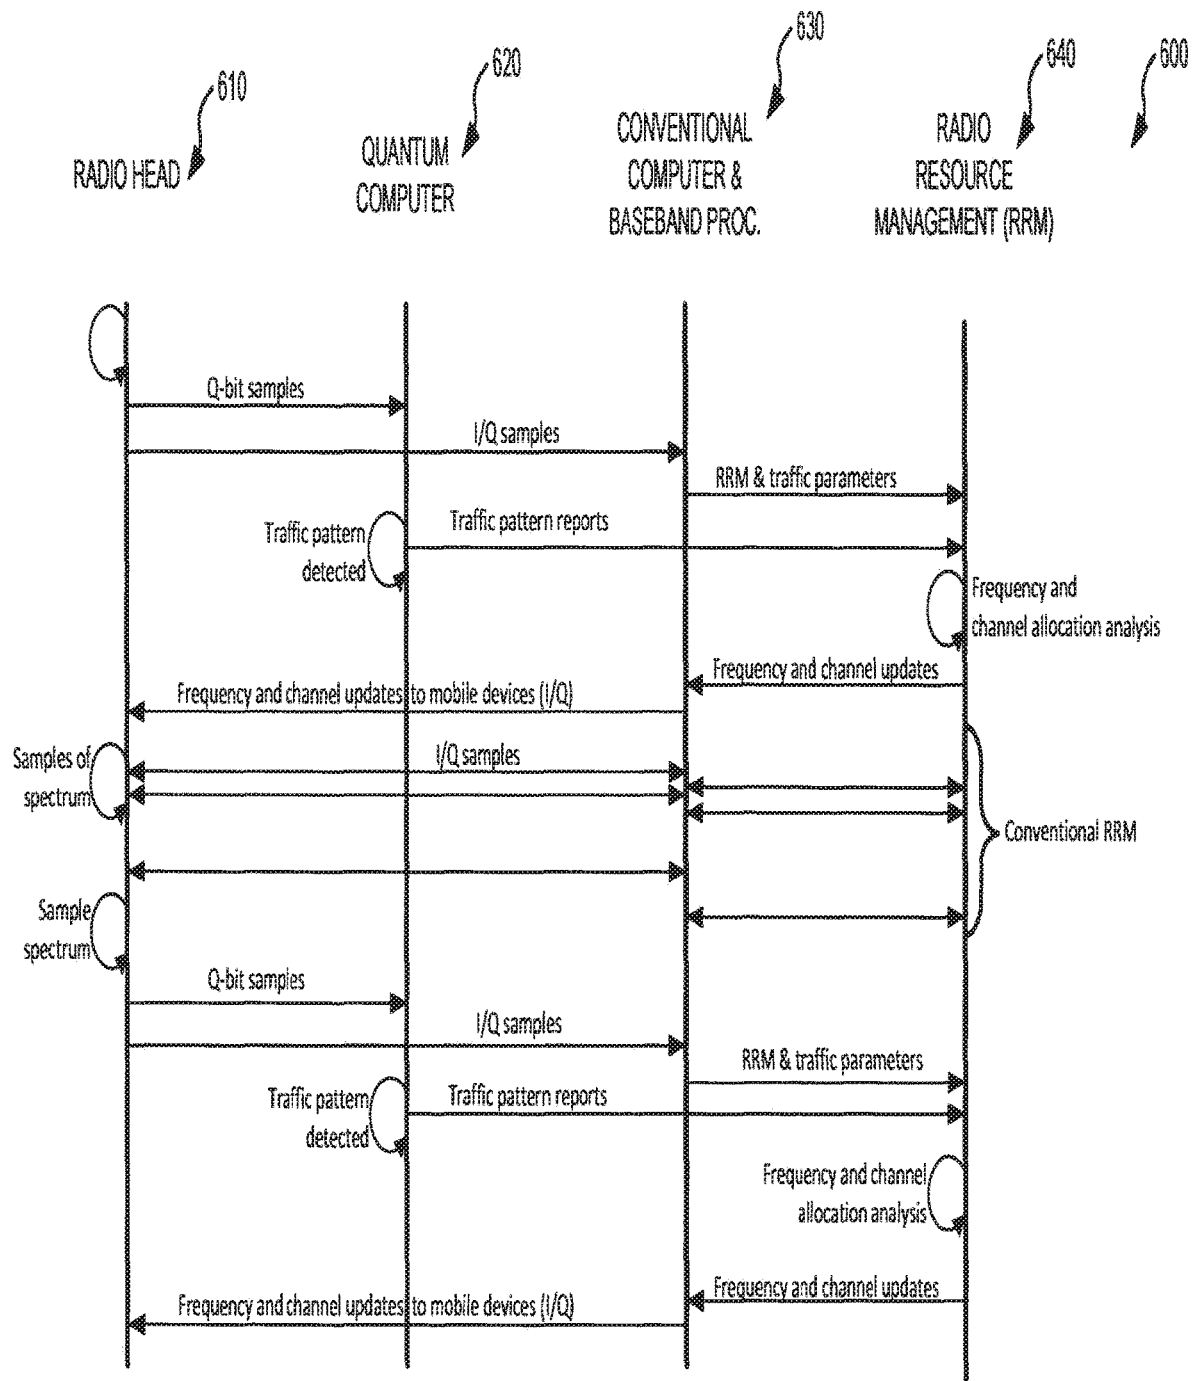 630
640
600
620
610
RADIO HEAD
QUANTUM
COMPUTER
CONVENTIONAL
COMPUTER &
BASEBAND PROC.
RADIO
RESOURCE
MANAGEMENT (RRM)
Q-bit samples
I/Q samples
RRM & traffic parameters
Traffic pattern
detected
Traffic pattern reports
Frequency and
channel allocation analysis
Frequency and channel updates
Frequency and channel updates to mobile devices (I/Q)
Samples of
spectrum
I/Q samples
Conventional RRM
Sample
spectrum
Q-bit samples
I/Q samples
RRM & traffic parameters
Traffic pattern
detected
Traffic pattern reports
Frequency and channel
allocation analysis
Frequency and channel updates
Frequency and channel updates to mobile devices (I/Q)